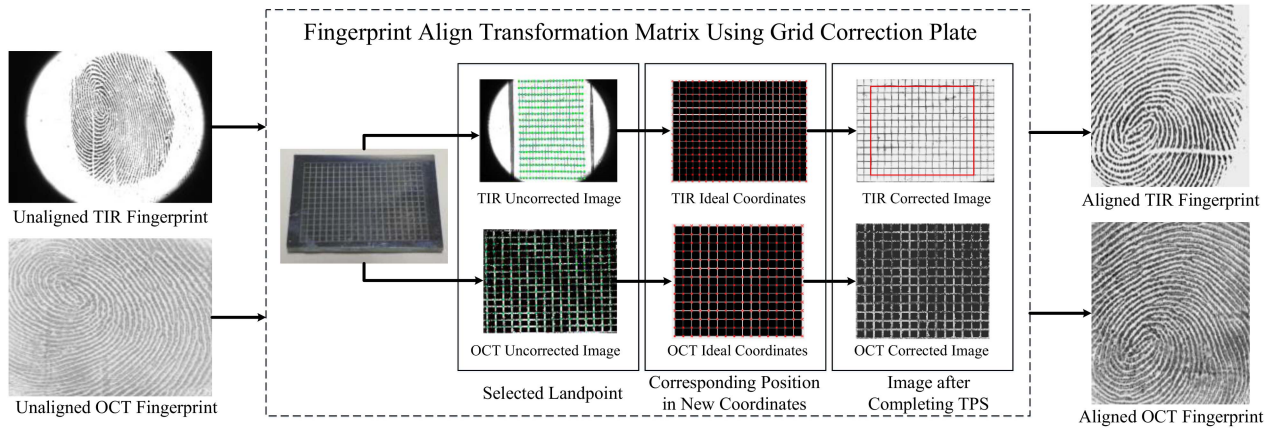 Fingerprint Align Transformation Matrix Using Grid Correction Plate
Unaligned TIR Fingerprint
Unaligned OCT Fingerprint
TIR Uncorrected Image
OCT Uncorrected Image
Selected Landpoint
TIR Ideal Coordinates
OCT Ideal Coordinates
Corresponding Position
in New Coordinates
TIR Corrected Image
OCT Corrected Image
Image after
Completing TPS
Aligned TIR Fingerprint
Aligned OCT Fingerprint